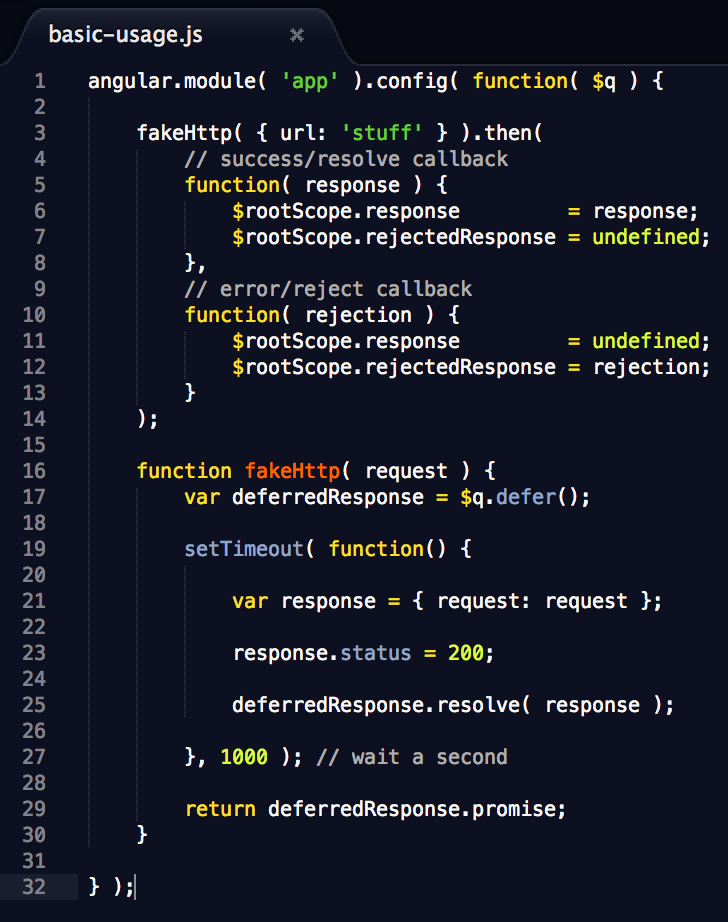 basic-usage.js ×
1 angular.module( 'app' ).config( function( $q ) {
2
3     fakeHttp( { url: 'stuff' } ).then(
4         // success/resolve callback
5         function( response ) {
6             $rootScope.response         = response;
7             $rootScope.rejectedResponse = undefined;
8         },
9         // error/reject callback
10         function( rejection ) {
11             $rootScope.response         = undefined;
12             $rootScope.rejectedResponse = rejection;
13         }
14     );
15
16     function fakeHttp( request ) {
17         var deferredResponse = $q.defer();
18
19         setTimeout( function() {
20
21             var response = { request: request };
22
23             response.status = 200;
24
25             deferredResponse.resolve( response );
26
27         }, 1000 ); // wait a second
28
29         return deferredResponse.promise;
30     }
31
32 } );